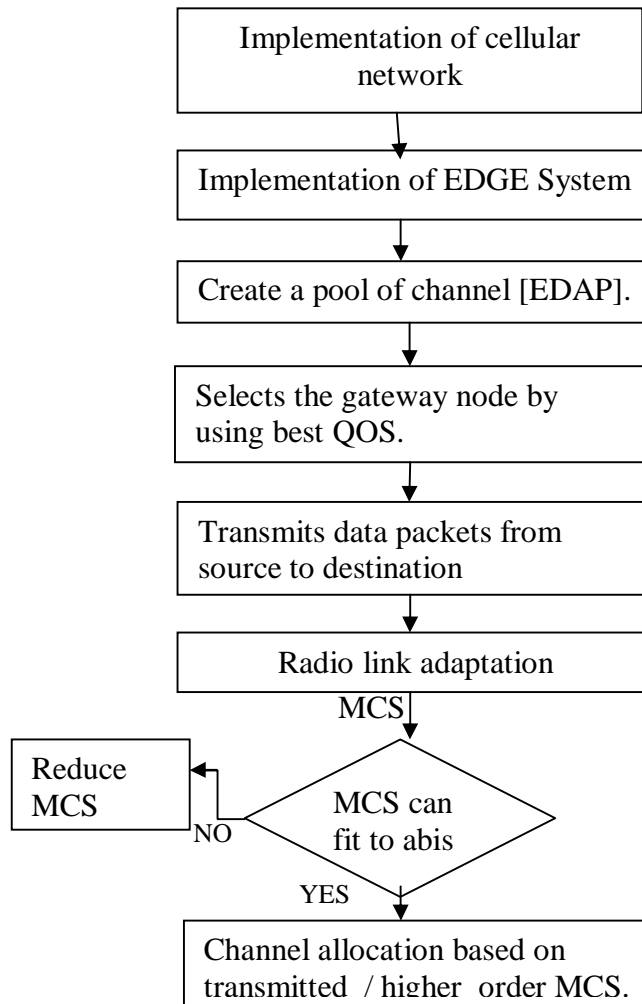 Implementation of cellular
network
Implementation of EDGE System
Create a pool of channel [EDAP].
Selects the gateway node by
using best QOS.
Transmits data packets from
source to destination
Radio link adaptation
MCS
Reduce
MCS
NO
MCS can
fit to abis
YES
Channel allocation based on
transmitted / higher order MCS.